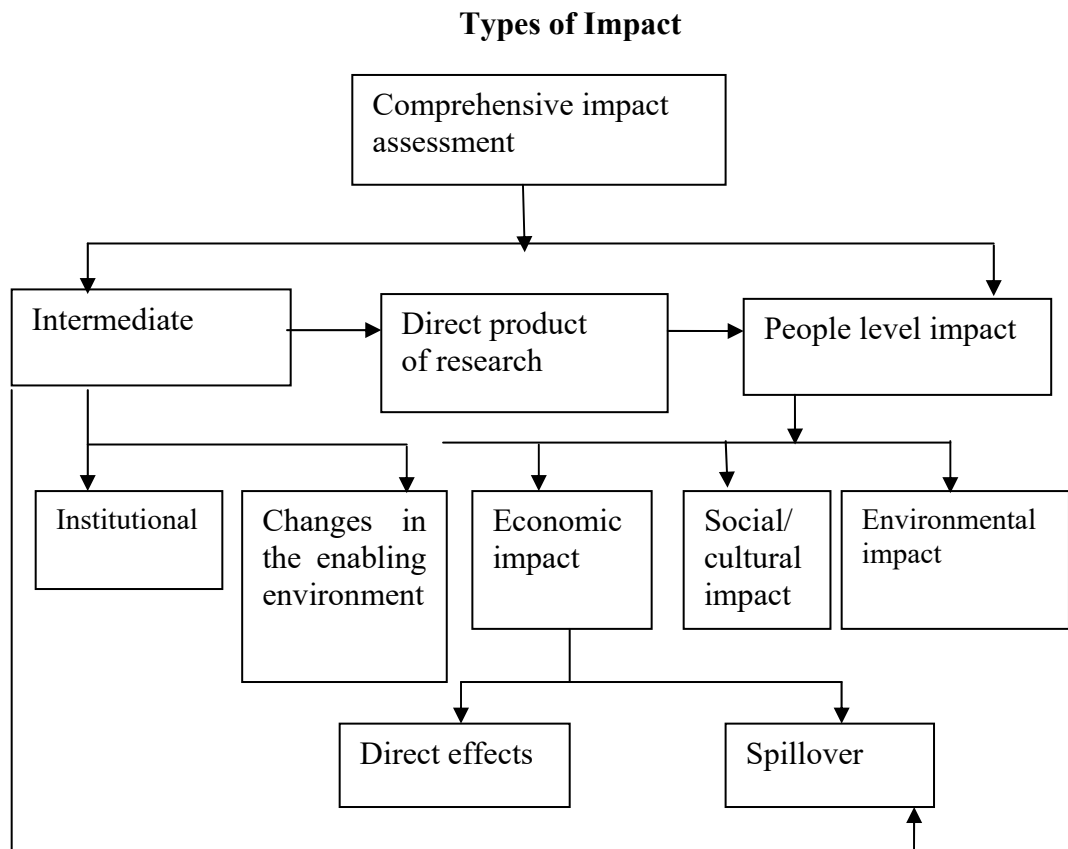 Types of Impact
Comprehensive impact
assessment
Intermediate
Direct product
of research
People level impact
Institutional
Changes in
the enabling
environment
Economic
impact
Social/
cultural
impact
Environmental
impact
Direct effects
Spillover